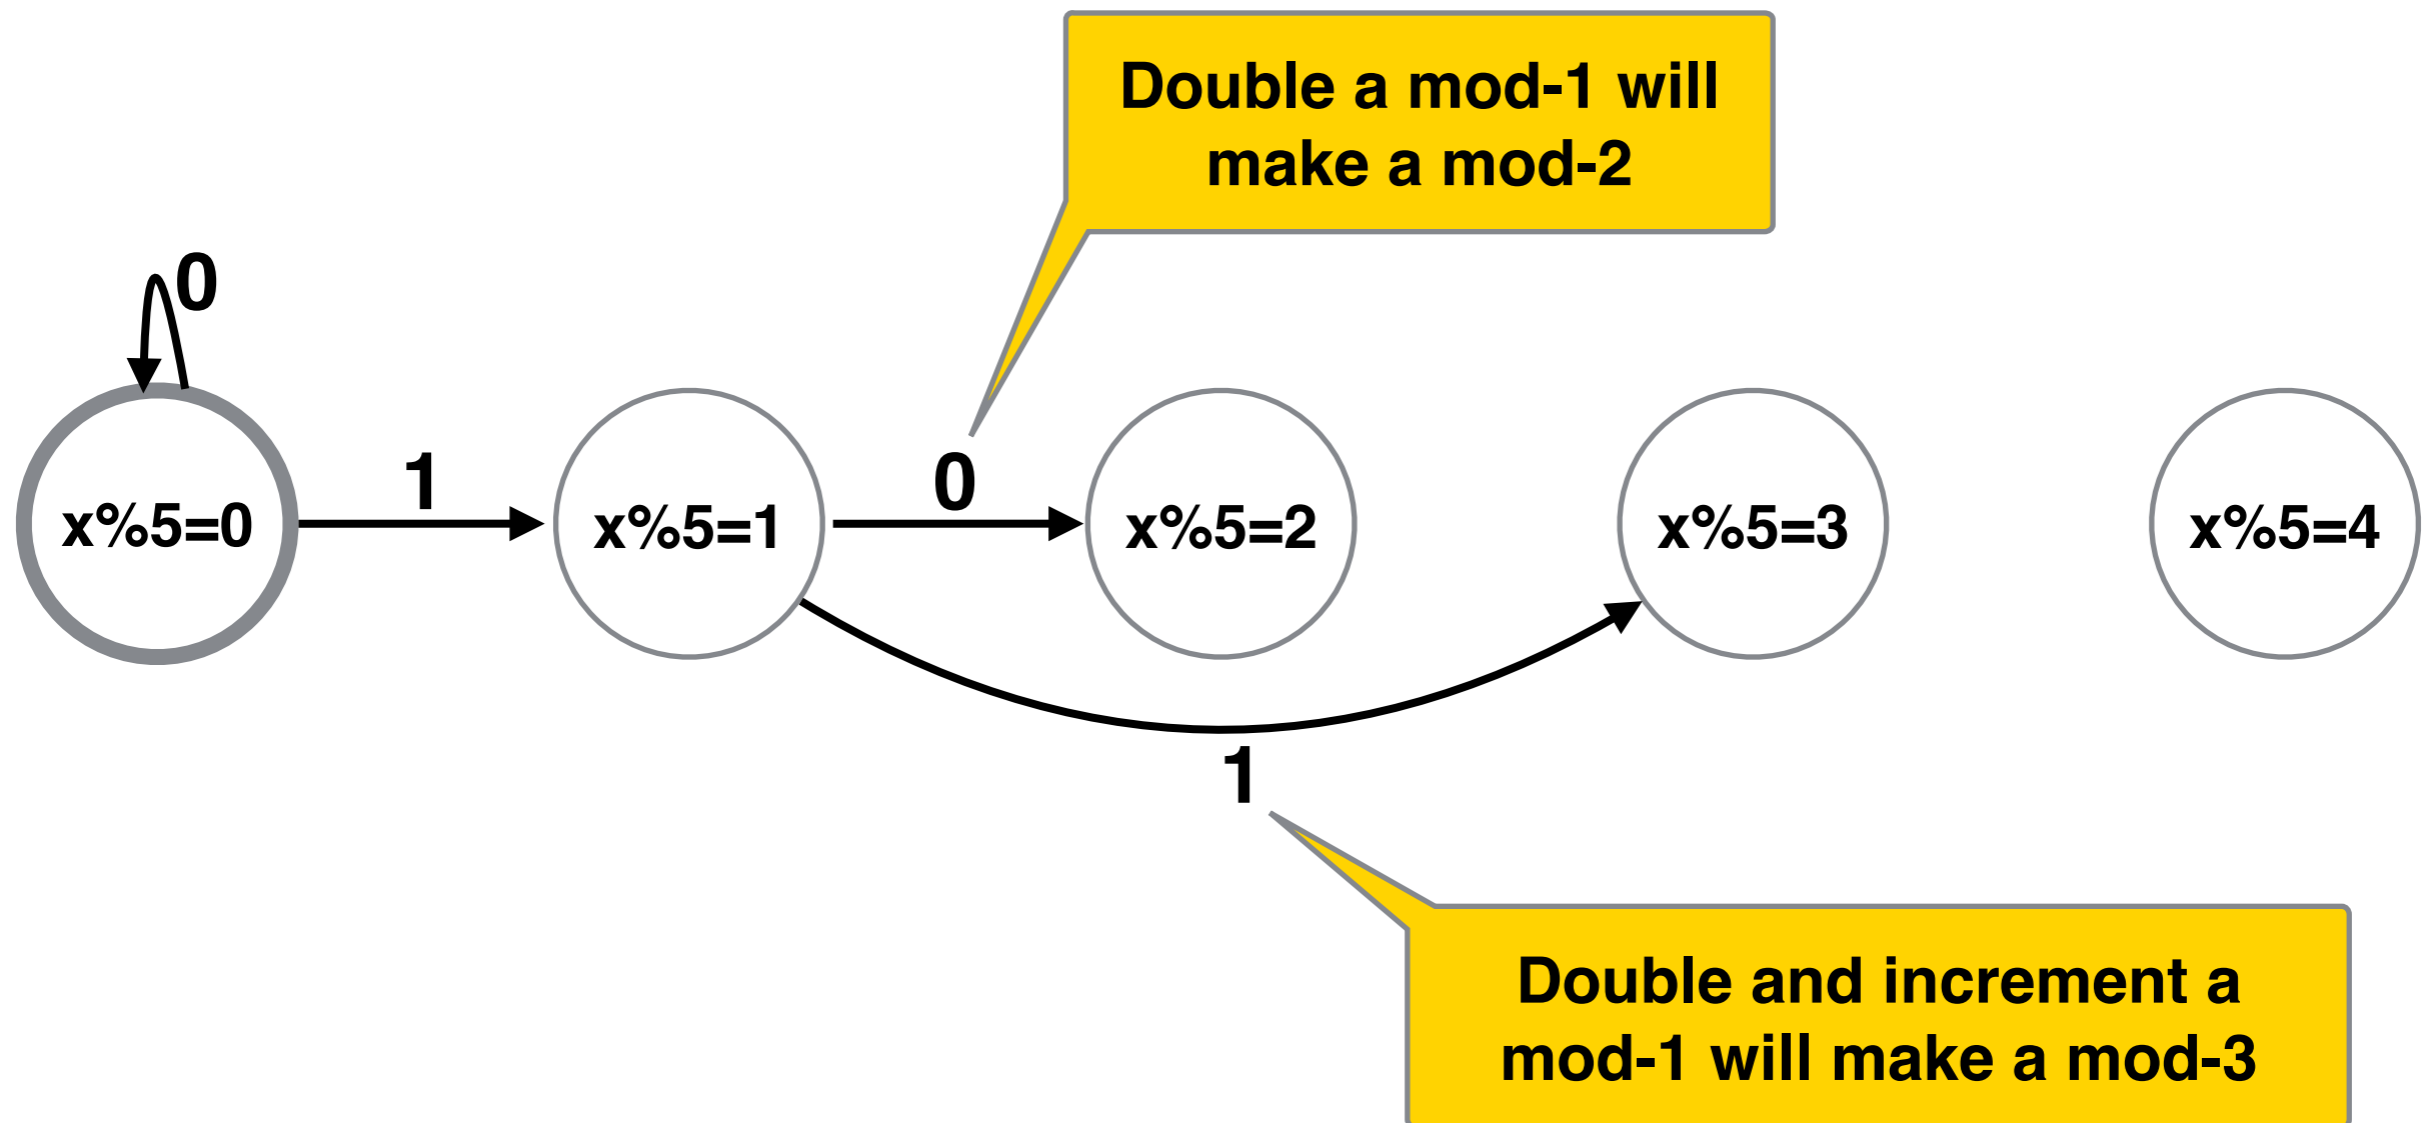 Double a mod-1 will
make a mod-2
0
1
0
x%5=0
x%5=1
x%5=2
x%5=3
x%5=4
1
Double and increment a
mod-1 will make a mod-3